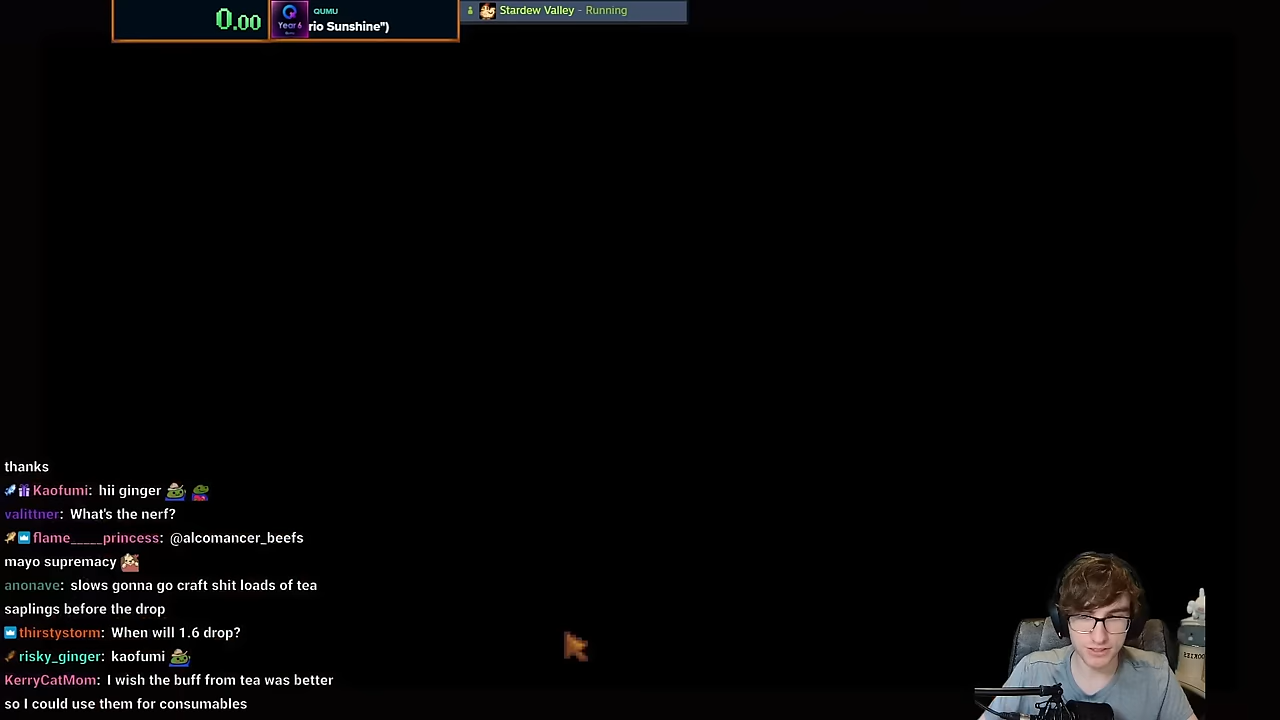 0.00
QUMU
Year 6
rio Sunshine")
Stardew Valley - Running
thanks
Kaofumi: hii ginger
valittner: What's the nerf?
flame_____princess: @alcomancer_beefs
mayo supremacy
anonave: slows gonna go craft shit loads of tea
saplings before the drop
thirstystorm: When will 1.6 drop?
risky_ginger: kaofumi
KerryCatMom: I wish the buff from tea was better
so I could use them for consumables